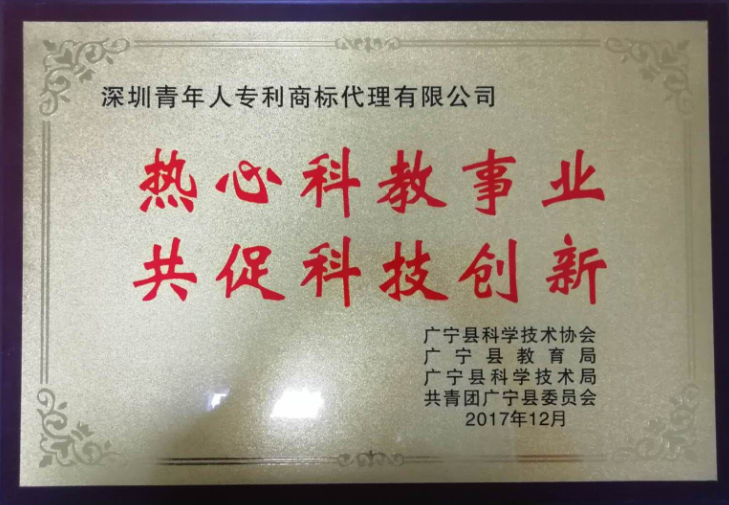 深圳青年人专利商标代理有限公司
热心科教事业
共促科技创新
广宁县科学技术协会
广宁县教育局
广宁县科学技术局
共青团广宁县委员会
2017年12月